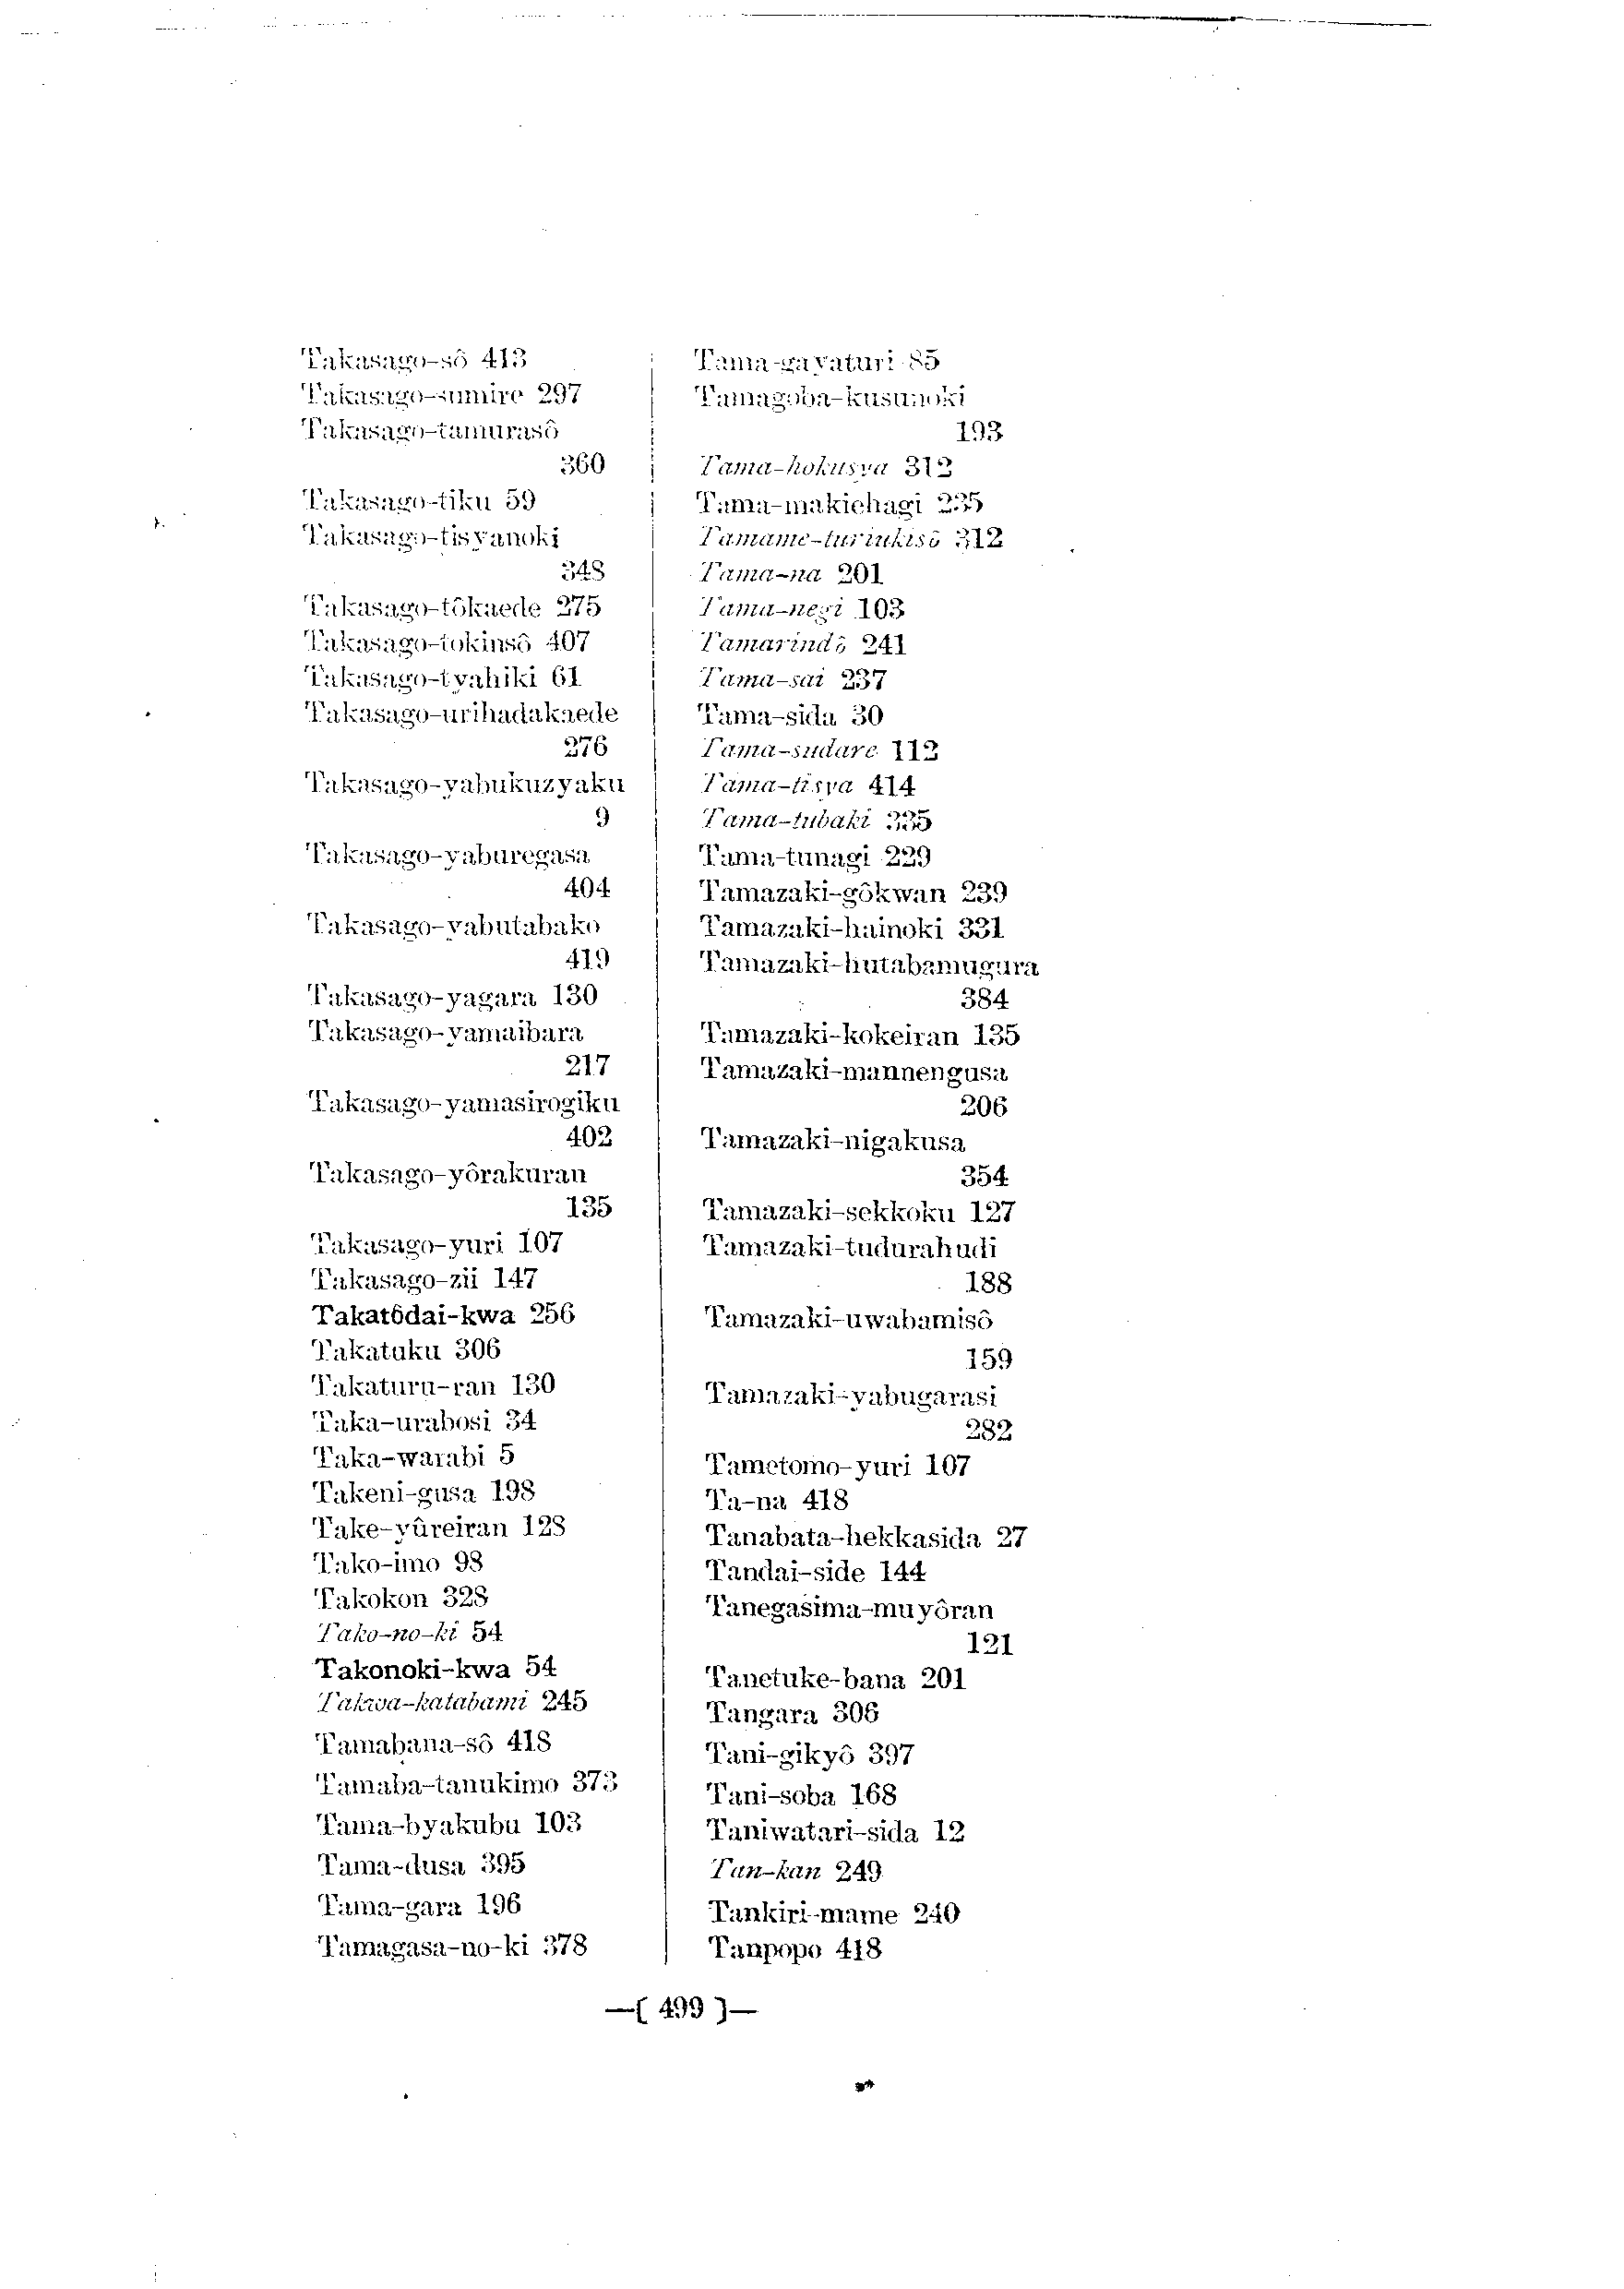 Takasago-sô 413
Takasago-sumire 297
Takasago-tamurasô
360
Takasago-tiku 59
Takasago-tisyanoki
348
Takasago-tôkaede 275
Takasago-tokinsô 407
Takasago-tyahiki 61
Takasago-urihadakaede
276
Takasago-yabukuzyaku
9
Takasago-yaburegasa
404
Takasago-yabutabako
419
Takasago-yagara 130
Takasago-yamaibara
217
Takasago-yamasirogiku
402
Takasago-yôrakuran
135
Takasago-yuri 107
Takasago-zii 147
Takatôdai-kwa 256
Takatuku 306
Takaturu-ran 130
Taka-urabosi 34
Taka-warabi 5
Takeni-gusa 198
Take-yûreiran 128
Tako-imo 98
Takokon 328
Tako-no-ki 54
Takonoki-kwa 54
Takwa-katabami 245
Tamabana-sô 418
Tamaba-tanukimo 373
Tama-byakubu 103
Tama-dusa 395
Tama-gara 196
Tamagasa-no-ki 378
Tama-gayaturi 85
Tamagoba-kusunoki
193
Tama-hokusya 312
Tama-makiehagi 235
Tamame-turiukisô 312
Tama-na 201
Tama-negi 103
Tamarindô 241
Tama-sai 237
Tama-sida 30
Tama-sudare 112
Tama-tisya 414
Tama-tubaki 335
Tama-tunagi 229
Tamazaki-gôkwan 239
Tamazaki-hainoki 331
Tamazaki-hutabamugura
384
Tamazaki-kokeiran 135
Tamazaki-mannengusa
206
Tamazaki-nigakusa
354
Tamazaki-sekkoku 127
Tamazaki-tudurahudi
188
Tamazaki-uwabamisô
159
Tamazaki-yabugarasi
282
Tametomo-yuri 107
Ta-na 418
Tanabata-hekkasida 27
Tandai-side 144
Tanegasima-muyôran
121
Tanetuke-bana 201
Tangara 306
Tani-gikyô 397
Tani-soba 168
Taniwatari-sida 12
Tan-kan 249
Tankiri-mame 240
Tanpopo 418
—( 499 )—